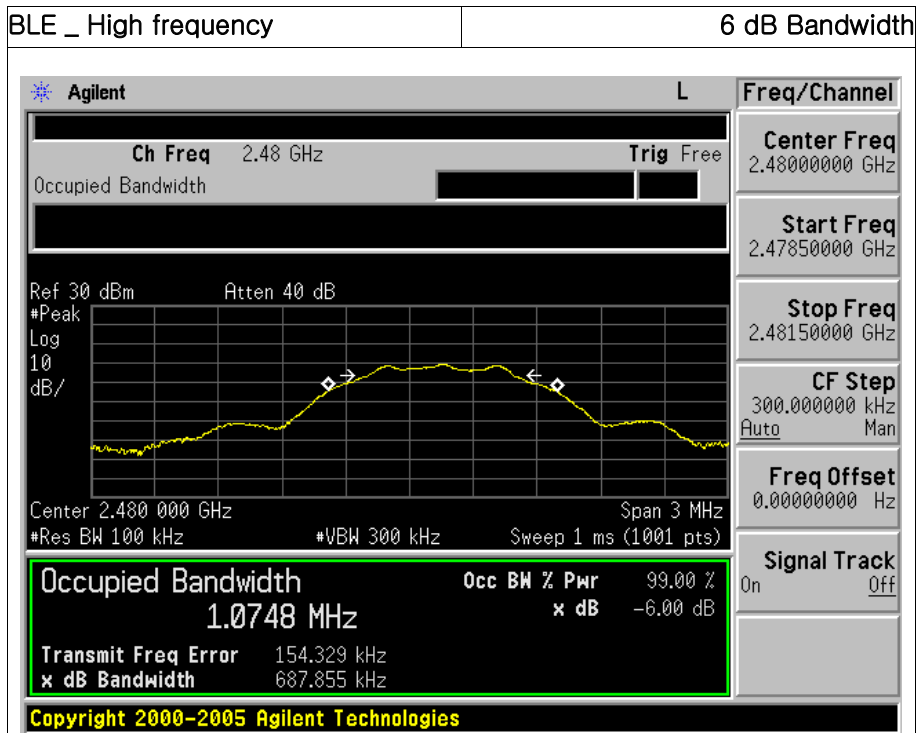 BLE _ High frequency
6 dB Bandwidth
Agilent
L
Freq/Channel
Ch Freq 2.48 GHz
Trig Free
Occupied Bandwidth
Center Freq
2.48000000 GHz
Start Freq
2.47850000 GHz
Stop Freq
2.48150000 GHz
CF Step
300.000000 kHz
Auto Man
Freq Offset
0.00000000 Hz
Signal Track
On Off
Ref 30 dBm
Atten 40 dB
#Peak
Log
10
dB/
Center 2.480 000 GHz
Span 3 MHz
#Res BW 100 kHz
#VBW 300 kHz
Sweep 1 ms (1001 pts)
Occupied Bandwidth
1.0748 MHz
Occ BW % Pwr 99.00 %
x dB -6.00 dB
Transmit Freq Error 154.329 kHz
x dB Bandwidth 687.855 kHz
Copyright 2000-2005 Agilent Technologies